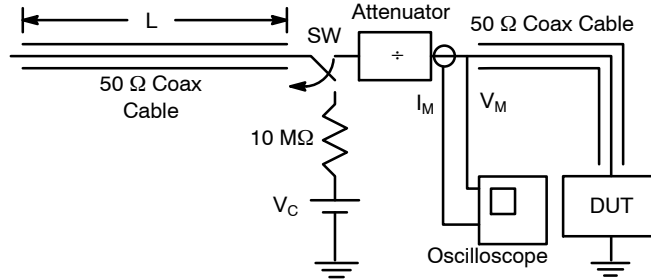 L
SW
Attenuator
÷
50 Ω Coax Cable
50 Ω Coax
Cable
I_M
V_M
10 MΩ
V_C
DUT
Oscilloscope